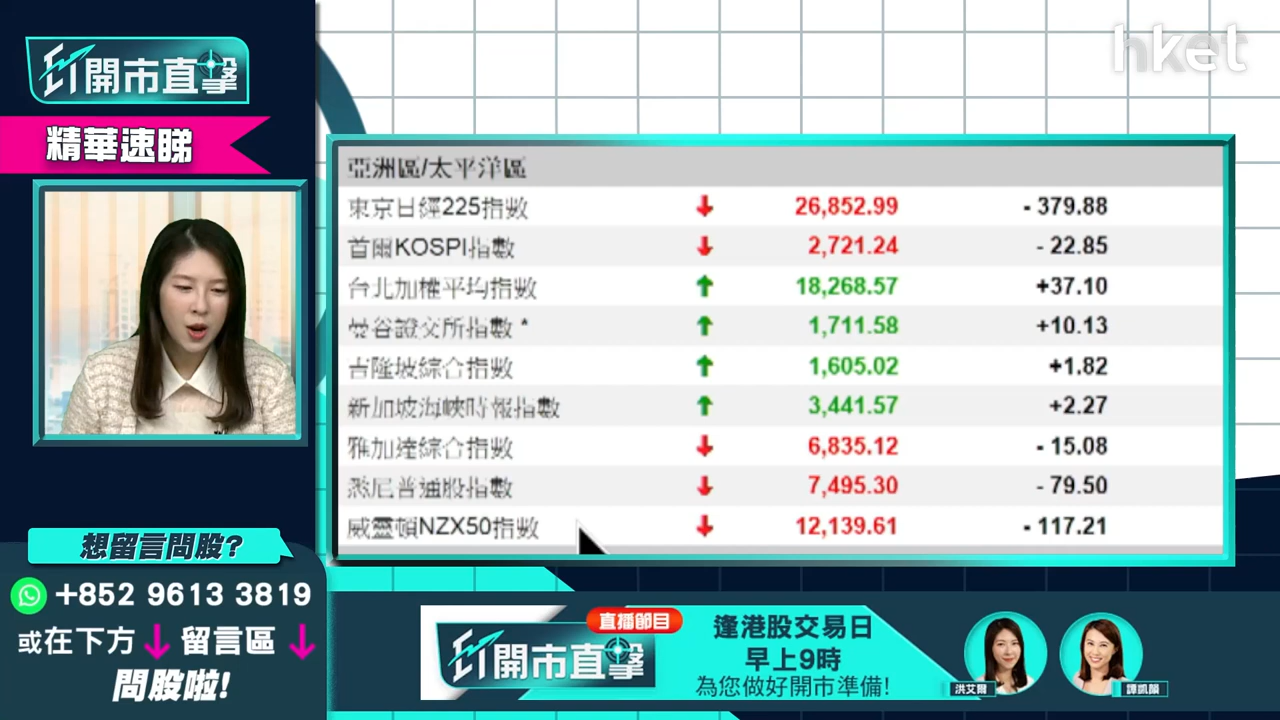 ET開市直擊
精華速睇
hket
亞洲區/太平洋區
東京日經225指數 26,852.99 - 379.88
首爾KOSPI指數 2,721.24 - 22.85
台北加權平均指數 18,268.57 +37.10
曼谷證交所指數 * 1,711.58 +10.13
吉隆坡綜合指數 1,605.02 +1.82
新加坡海峽時報指數 3,441.57 +2.27
雅加達綜合指數 6,835.12 - 15.08
悉尼普通股指數 7,495.30 - 79.50
威靈頓NZX50指數 12,139.61 - 117.21
想留言問股?
+852 9613 3819
或在下方 留言區
問股啦!
直播節目
ET開市直擊
逢港股交易日
早上9時
為您做好開市準備!
洪艾爾
譚凱顏